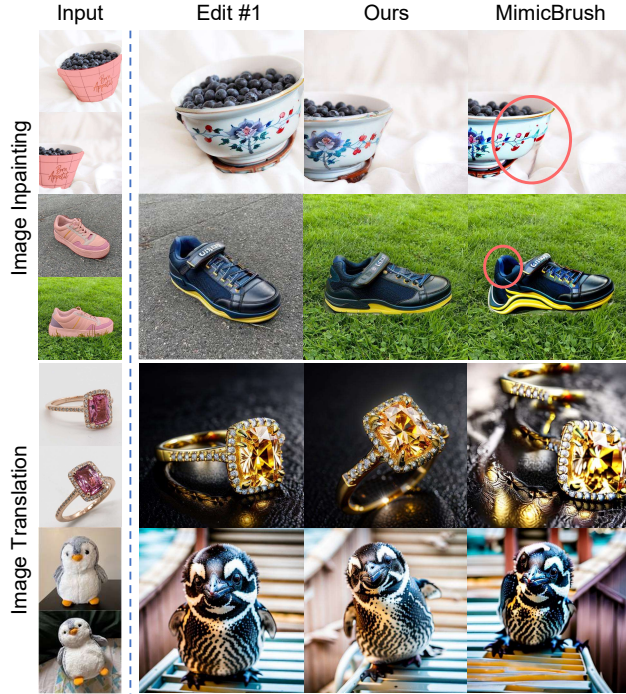 Input
Edit #1
Ours
MimicBrush
Image Inpainting
Image Translation